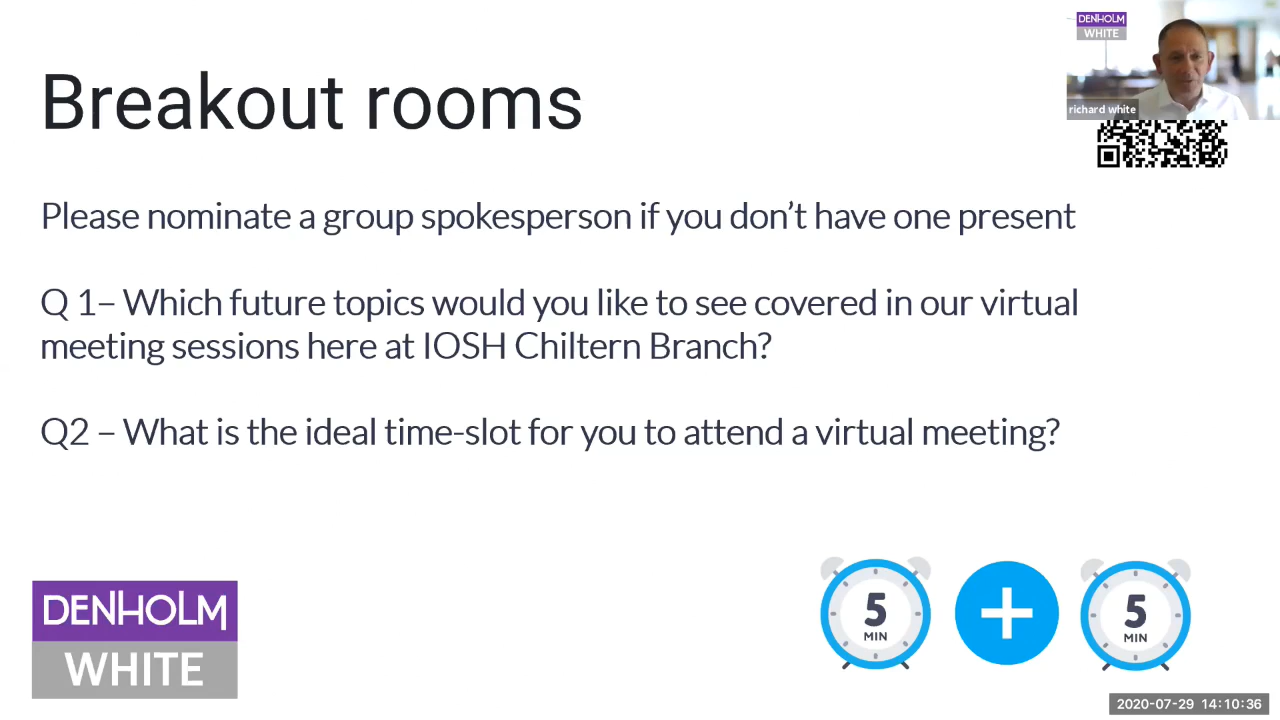 DENHOLM
WHITE
richard white
Breakout rooms
Please nominate a group spokesperson if you don’t have one present
Q 1– Which future topics would you like to see covered in our virtual
meeting sessions here at IOSH Chiltern Branch?
Q2 – What is the ideal time-slot for you to attend a virtual meeting?
DENHOLM
WHITE
5
MIN
5
MIN
2020-07-29 14:10:36